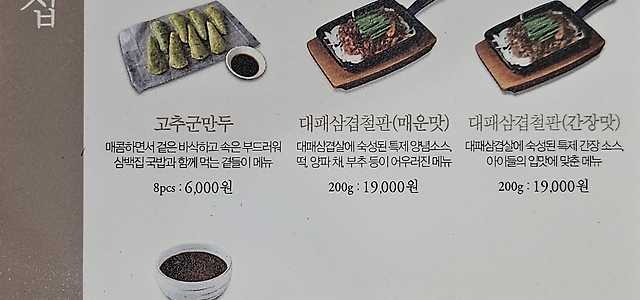 집
고추군만두
매콤하면서 겉은 바삭하고 속은 부드러워
삼백집 국밥과 함께 먹는 곁들이 메뉴
8pcs : 6,000원
대패삼겹철판(매운맛)
대패삼겹살에 숙성된 특제 양념소스,
떡, 양파 채, 부추 등이 어우러진 메뉴
200g : 19,000원
대패삼겹철판(간장맛)
대패삼겹살에 숙성된 특제 간장 소스,
아이들의 입맛에 맞춘 메뉴
200g : 19,000원